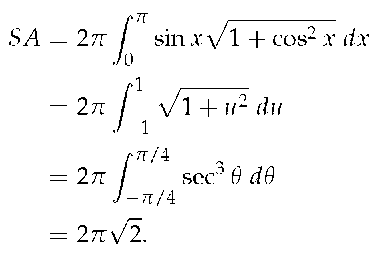 SA = 2π ∫_0^π sin x √(1 + cos² x) dx
= 2π ∫_1^1 √(1 + u²) du
= 2π ∫_{-π/4}^{π/4} sec³ θ dθ
= 2π√2.